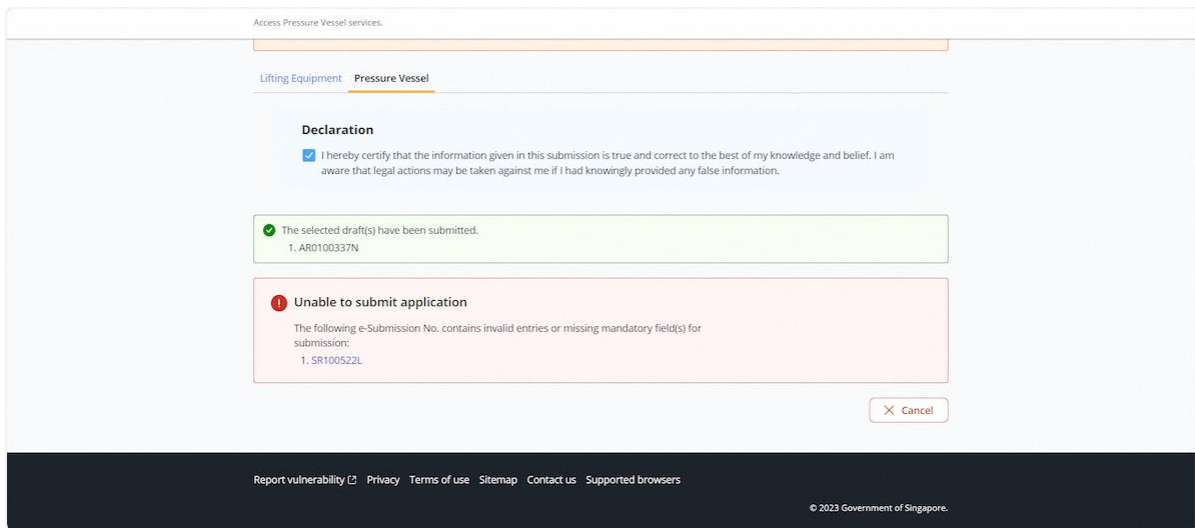 Access Pressure Vessel services.
Lifting Equipment Pressure Vessel
Declaration
I hereby certify that the information given in this submission is true and correct to the best of my knowledge and belief. I am
aware that legal actions may be taken against me if I had knowingly provided any false information.
The selected draft(s) have been submitted.
1. AR0100337N
Unable to submit application
The following e-Submission No. contains invalid entries or missing mandatory field(s) for
submission:
1. SR100522L
Cancel
Report vulnerability Privacy Terms of use Sitemap Contact us Supported browsers
© 2023 Government of Singapore.